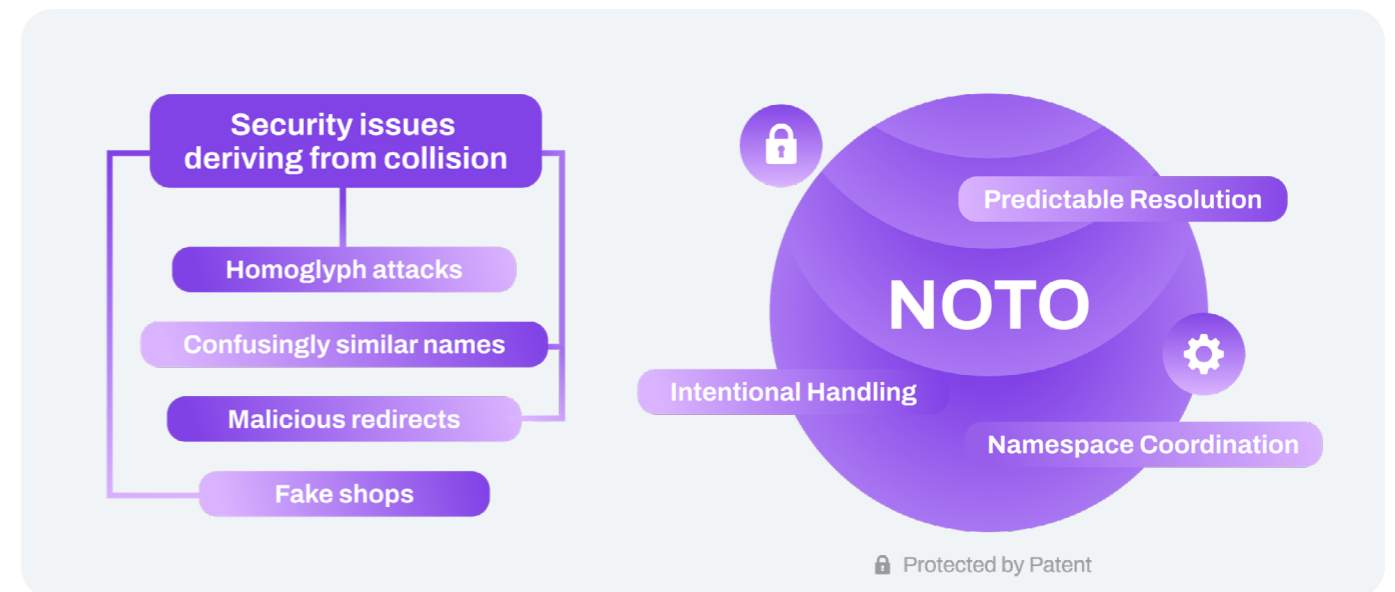 Security issues
deriving from collision
Homoglyph attacks
Confusingly similar names
Malicious redirects
Fake shops
Predictable Resolution
NOTO
Intentional Handling
Namespace Coordination
Protected by Patent